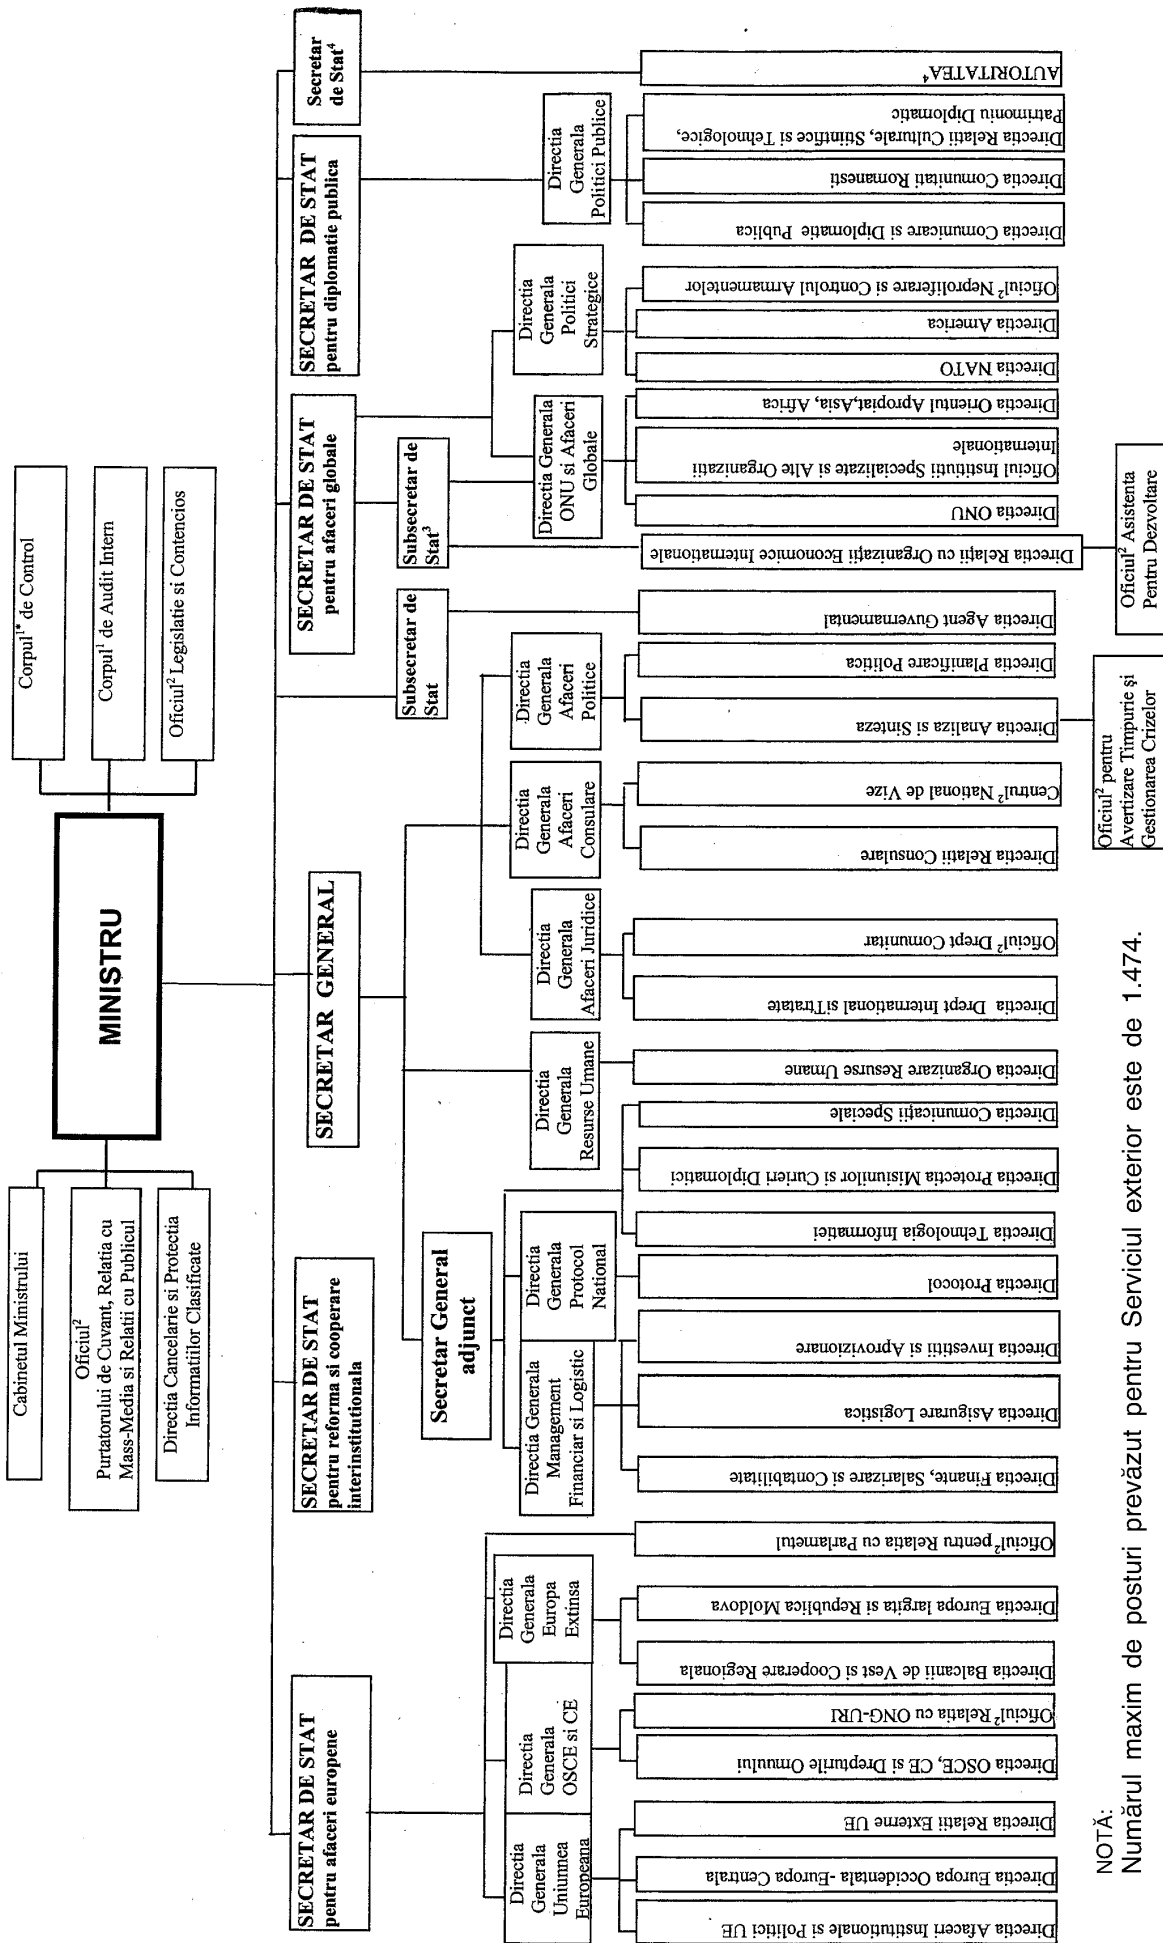 MINISTRU
Cabinetul Ministrului
Oficiul²
Purtatorului de Cuvant, Relatia cu
Mass-Media si Relatii cu Publicul
Directia Cancelarie si Protectia
Informatiilor Clasificate
Corpul¹* de Control
Corpul¹ de Audit Intern
Oficiul² Legislatie si Contencios
SECRETAR DE STAT
pentru afaceri europene
SECRETAR DE STAT
pentru reforma si cooperare
interinstitutionala
SECRETAR GENERAL
Subsecretar de
Stat
SECRETAR DE STAT
pentru afaceri globale
SECRETAR DE STAT
pentru diplomatie publica
Secretar
de Stat⁴
Secretar General
adjunct
Subsecretar de
Stat³
Directia
Generala
Uniunnea
Europeana
Directia
Generala
OSCE si CE
Directia
Generala
Europa
Extinsa
Directia Generala
Management
Financiar si Logistic
Directia
Generala
Protocol
National
Directia
Generala
Resurse Umane
Directia
Generala
Afaceri Juridice
Directia
Generala
Afaceri
Consulare
Directia
Generala
Afaceri
Politice
Directia Generala
ONU si Afaceri
Globale
Directia
Generala
Politici
Strategice
Directia
Generala
Politici Publice
Directia Afaceri Institutionale si Politici UE
Directia Europa Occidentala -Europa Centrala
Directia Relatii Externe UE
Directia OSCE, CE si Drepturile Omului
Oficiul² Relatia cu ONG-URI
Directia Balcanii de Vest si Cooperare Regionala
Directia Europa largita si Republica Moldova
Oficiul² pentru Relatia cu Parlametul
Directia Finante, Salarizare si Contabilitate
Directia Asigurare Logistica
Directia Investitii si Aprovizionare
Directia Protocol
Directia Tehnologia Informatiei
Directia Protectia Misiunilor si Curieri Diplomatici
Directia Comunicații Speciale
Directia Organizare Resurse Umane
Directia Drept International siTtratate
Oficiul² Drept Comunitar
Directia Relatii Consulare
Centrul² National de Vize
Directia Analiza si Sinteza
Directia Planificare Politica
Directia Agent Guvernamental
Directia Relații cu Organizații Economice Internationale
Directia ONU
Oficiul Institutii Specializate si Alte Organizatii
Internationale
Directia Orientul Apropiat,Asia, Africa
Directia NATO
Directia America
Oficiul² Neproliferare si Controlul Armamentelor
Directia Comunicare si Diplomatie Publica
Directia Comunitati Romanesti
Directia Relatii Culturale, Stiintifice si Tehnologice,
Patrimoniu Diplomatic
AUTORITATEA⁴
Oficiul² pentru
Avertizare Timpurie şi
Gestionarea Crizelor
Oficiul² Asistenta
Pentru Dezvoltare
NOTĂ:
Numărul maxim de posturi prevăzut pentru Serviciul exterior este de 1.474.